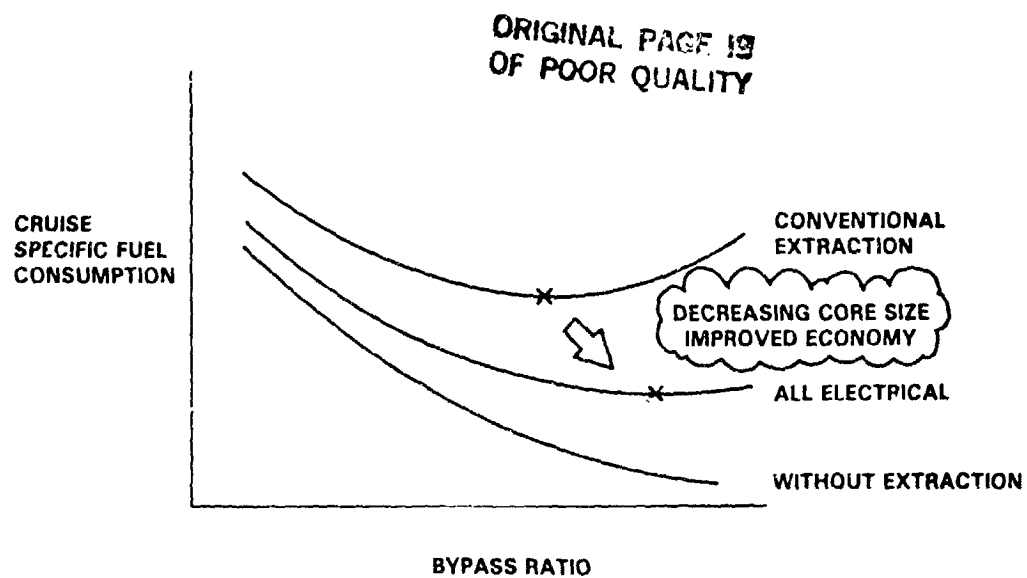 ORIGINAL PAGE IS
OF POOR QUALITY
CRUISE
SPECIFIC FUEL
CONSUMPTION
CONVENTIONAL
EXTRACTION
DECREASING CORE SIZE
IMPROVED ECONOMY
ALL ELECTRICAL
WITHOUT EXTRACTION
BYPASS RATIO